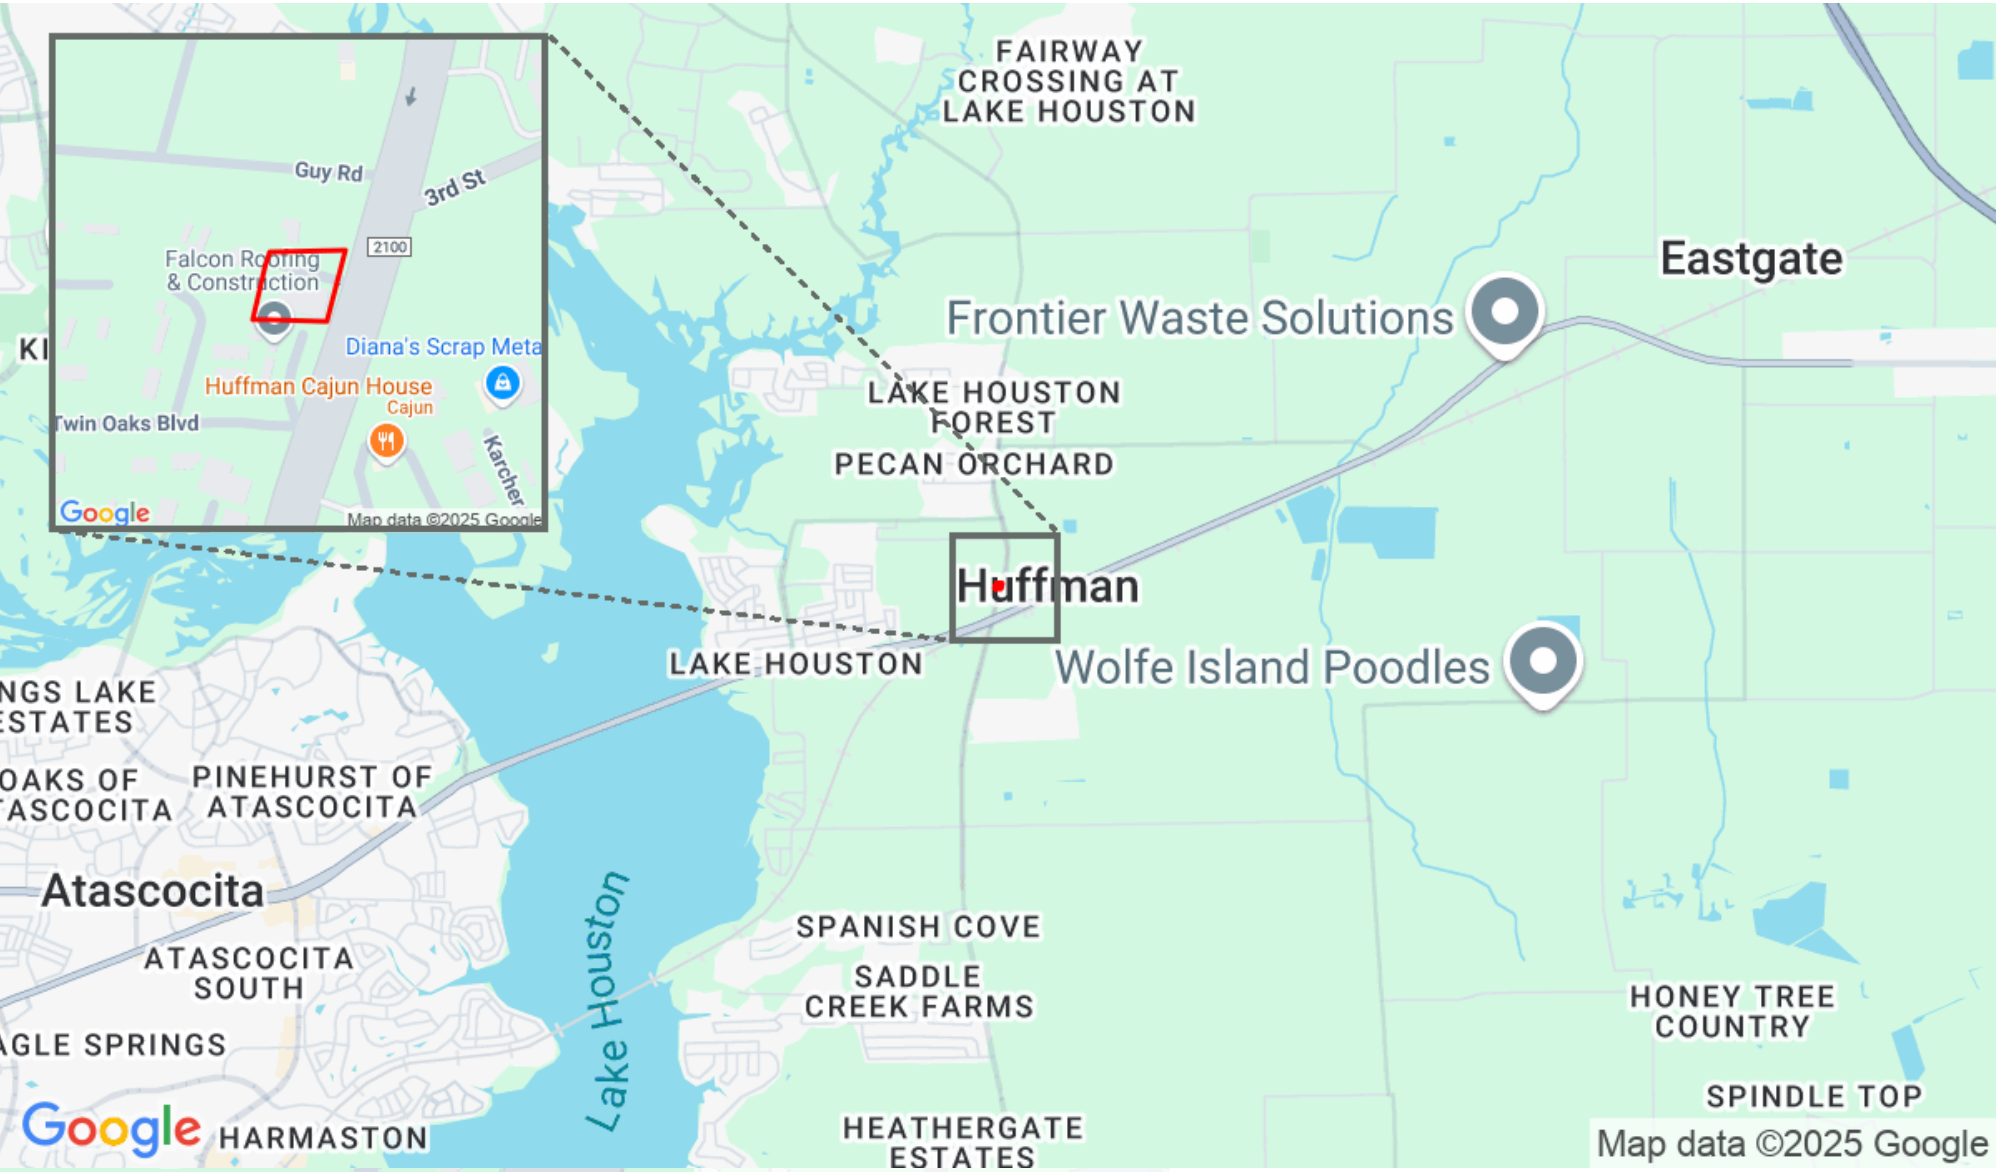 FAIRWAY
CROSSING AT
LAKE HOUSTON
Guy Rd
3rd St
2100
Falcon Roofing
& Construction
Diana's Scrap Meta
Huffman Cajun House
Cajun
Twin Oaks Blvd
Karcher
Google
Map data ©2025 Google
KI
Eastgate
Frontier Waste Solutions
LAKE HOUSTON
FOREST
PECAN ORCHARD
Huffman
LAKE HOUSTON
Wolfe Island Poodles
NGS LAKE
ESTATES
OAKS OF
TASCOCITA
PINEHURST OF
ATASCOCITA
Atascocita
Lake Houston
SPANISH COVE
ATASCOCITA
SOUTH
SADDLE
CREEK FARMS
HONEY TREE
COUNTRY
AGLE SPRINGS
SPINDLE TOP
Google
HARMASTON
HEATHERGATE
ESTATES
Map data ©2025 Google